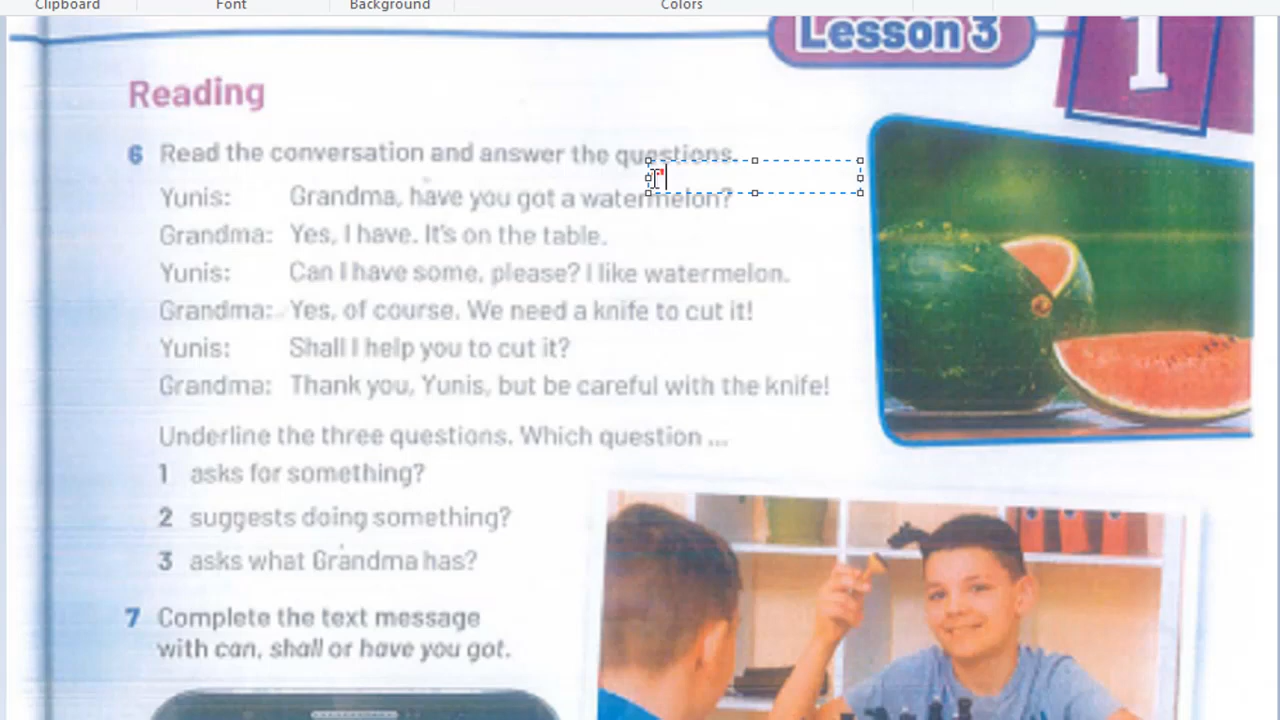 Clipboard
Font
Background
Colors
Lesson 3
1
Reading
6 Read the conversation and answer the questions.
Yunis: Grandma, have you got a watermelon?
Grandma: Yes, I have. It's on the table.
Yunis: Can I have some, please? I like watermelon.
Grandma: Yes, of course. We need a knife to cut it!
Yunis: Shall I help you to cut it?
Grandma: Thank you, Yunis, but be careful with the knife!
Underline the three questions. Which question ...
1 asks for something?
2 suggests doing something?
3 asks what Grandma has?
7 Complete the text message
with can, shall or have you got.